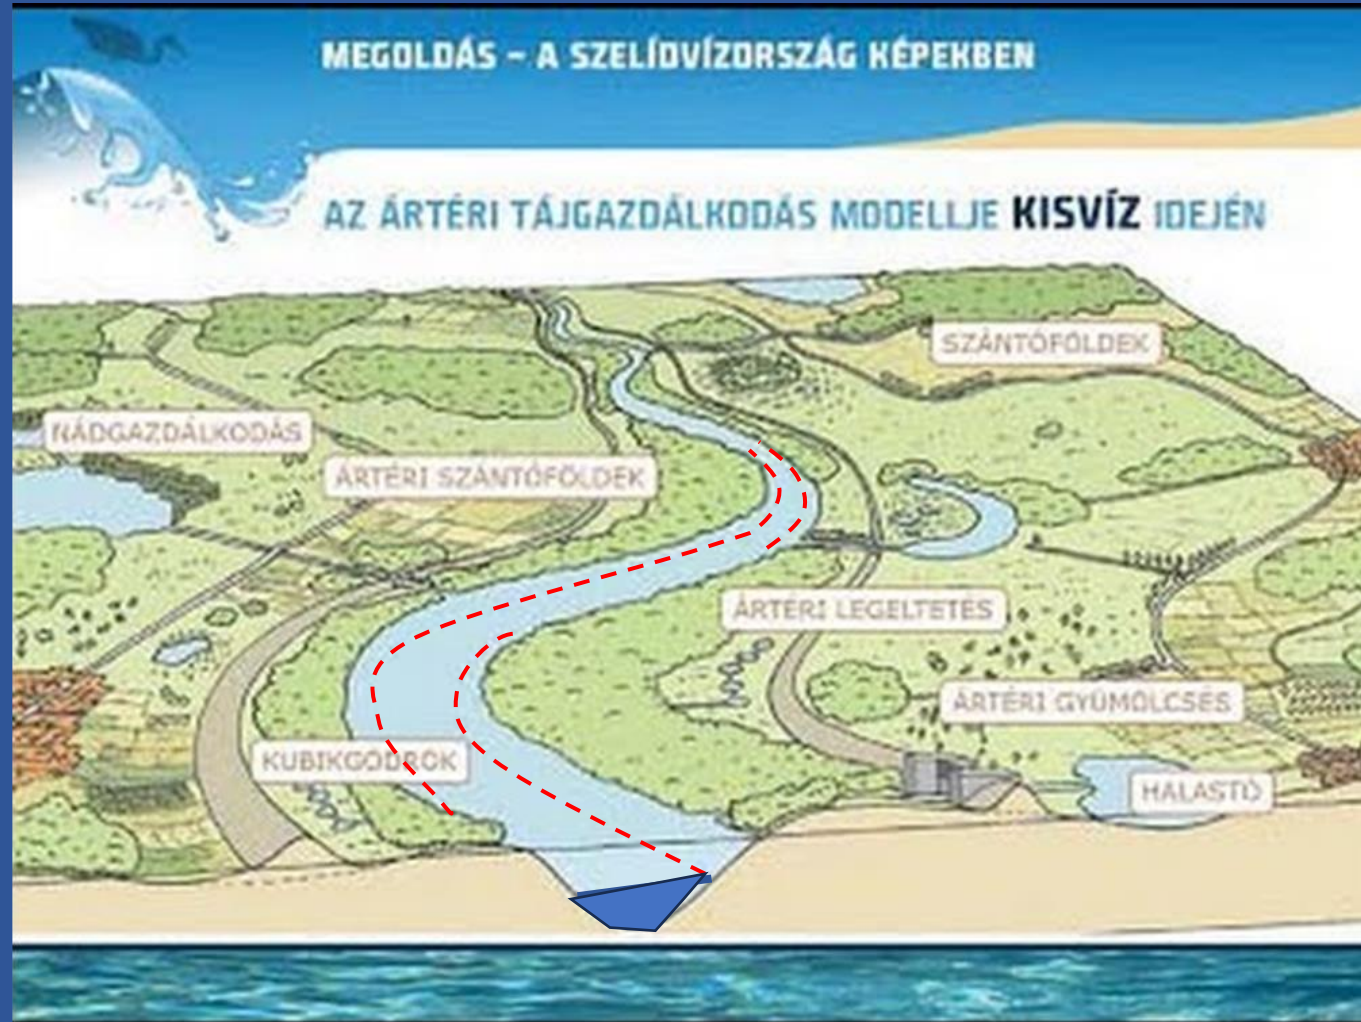 MEGOLDÁS – A SZELÍDVÍZORSZÁG KÉPEKBEN
AZ ÁRTÉRI TÁJGAZDÁLKODÁS MODELLJE KISVÍZ IDEJÉN
SZÁNTÓFÖLDEK
NÁDGAZDÁLKODÁS
ÁRTÉRI SZÁNTÓFÖLDEK
ÁRTÉRI LEGELTETÉS
ÁRTÉRI GYÜMÖLCSÉS
KUBIKGÖDRÖK
HALASTÓ